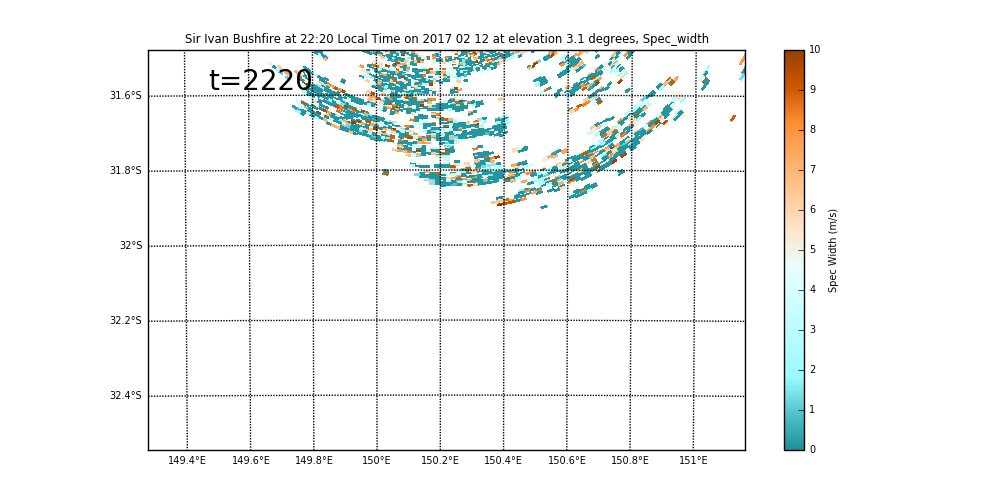 Sir Ivan Bushfire at 22:20 Local Time on 2017 02 12 at elevation 3.1 degrees, Spec_width
t=2220
31.6°S
31.8°S
32°S
32.2°S
32.4°S
149.4°E 149.6°E 149.8°E 150°E 150.2°E 150.4°E 150.6°E 150.8°E 151°E
10
9
8
7
6
5
4
3
2
1
0
Spec Width (m/s)